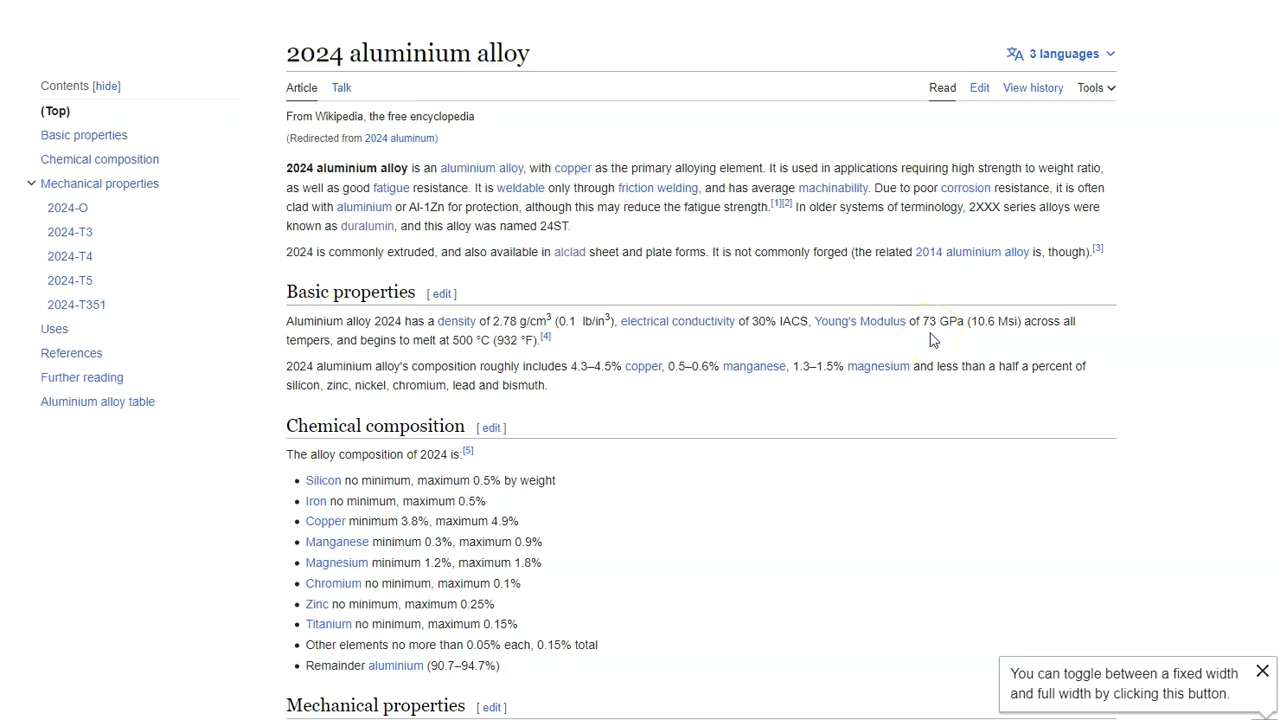 2024 aluminium alloy
3 languages
Contents [hide]
(Top)
Basic properties
Chemical composition
Mechanical properties
2024-O
2024-T3
2024-T4
2024-T5
2024-T351
Uses
References
Further reading
Aluminium alloy table
Article Talk
Read Edit View history Tools
From Wikipedia, the free encyclopedia
(Redirected from 2024 aluminum)
2024 aluminium alloy is an aluminium alloy, with copper as the primary alloying element. It is used in applications requiring high strength to weight ratio,
as well as good fatigue resistance. It is weldable only through friction welding, and has average machinability. Due to poor corrosion resistance, it is often
clad with aluminium or Al-1Zn for protection, although this may reduce the fatigue strength.[1][2] In older systems of terminology, 2XXX series alloys were
known as duralumin, and this alloy was named 24ST.
2024 is commonly extruded, and also available in alclad sheet and plate forms. It is not commonly forged (the related 2014 aluminium alloy is, though).[3]
Basic properties [ edit ]
Aluminium alloy 2024 has a density of 2.78 g/cm³ (0.1 lb/in³), electrical conductivity of 30% IACS, Young's Modulus of 73 GPa (10.6 Msi) across all
tempers, and begins to melt at 500 °C (932 °F).[4]
2024 aluminium alloy's composition roughly includes 4.3–4.5% copper, 0.5–0.6% manganese, 1.3–1.5% magnesium and less than a half a percent of
silicon, zinc, nickel, chromium, lead and bismuth.
Chemical composition [ edit ]
The alloy composition of 2024 is:[5]
• Silicon no minimum, maximum 0.5% by weight
• Iron no minimum, maximum 0.5%
• Copper minimum 3.8%, maximum 4.9%
• Manganese minimum 0.3%, maximum 0.9%
• Magnesium minimum 1.2%, maximum 1.8%
• Chromium no minimum, maximum 0.1%
• Zinc no minimum, maximum 0.25%
• Titanium no minimum, maximum 0.15%
• Other elements no more than 0.05% each, 0.15% total
• Remainder aluminium (90.7–94.7%)
Mechanical properties [ edit ]
You can toggle between a fixed width
and full width by clicking this button.